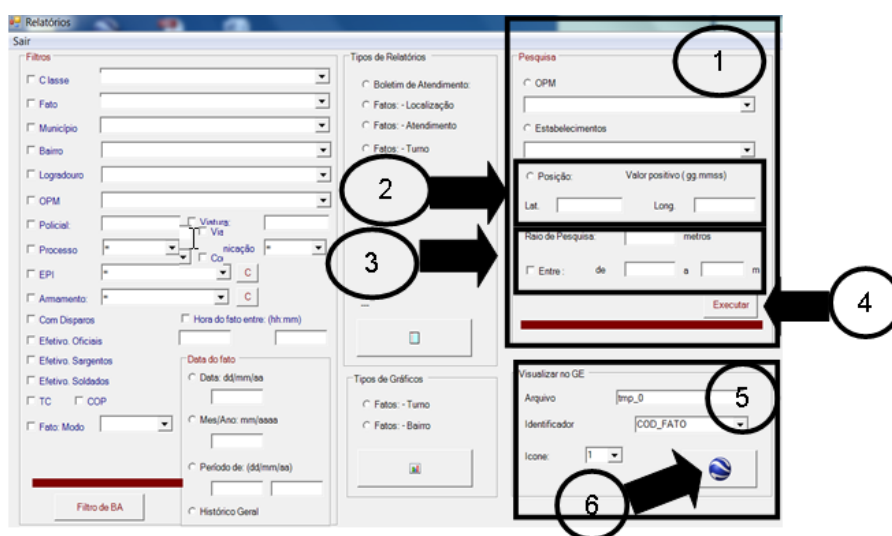 Relatórios
Sair
Filtros
Classe
Fato
Município
Bairro
Logradouro
OPM
Policial:
Viatura:
Via
Processo
=
nicação
=
Co
EPI
=
C
Armamento:
=
C
Com Disparos
Hora do fato entre: (hh:mm)
Efetivo. Oficiais
Efetivo. Sargentos
Efetivo. Soldados
TC
COP
Fato: Modo
Data do fato
Data: dd/mm/aa
Mes/Ano: mm/aaaa
Período de: (dd/mm/aa)
Histórico Geral
Filtro de BA
Tipos de Relatórios
Boletim de Atendimento:
Fatos: - Localização
Fatos: - Atendimento
Fatos: - Turno
...
Tipos de Gráficos
Fatos: - Turno
Fatos: - Bairro
Pesquisa
OPM
Estabelecimentos
Posição:
Valor positivo ( gg.mmss)
Lat.
Long.
Raio de Pesquisa:
metros
Entre :
de
a
m
Executar
Visualizar no GE
Arquivo
tmp_0
Identificador
COD_FATO
Icone:
1
1
2
3
4
5
6